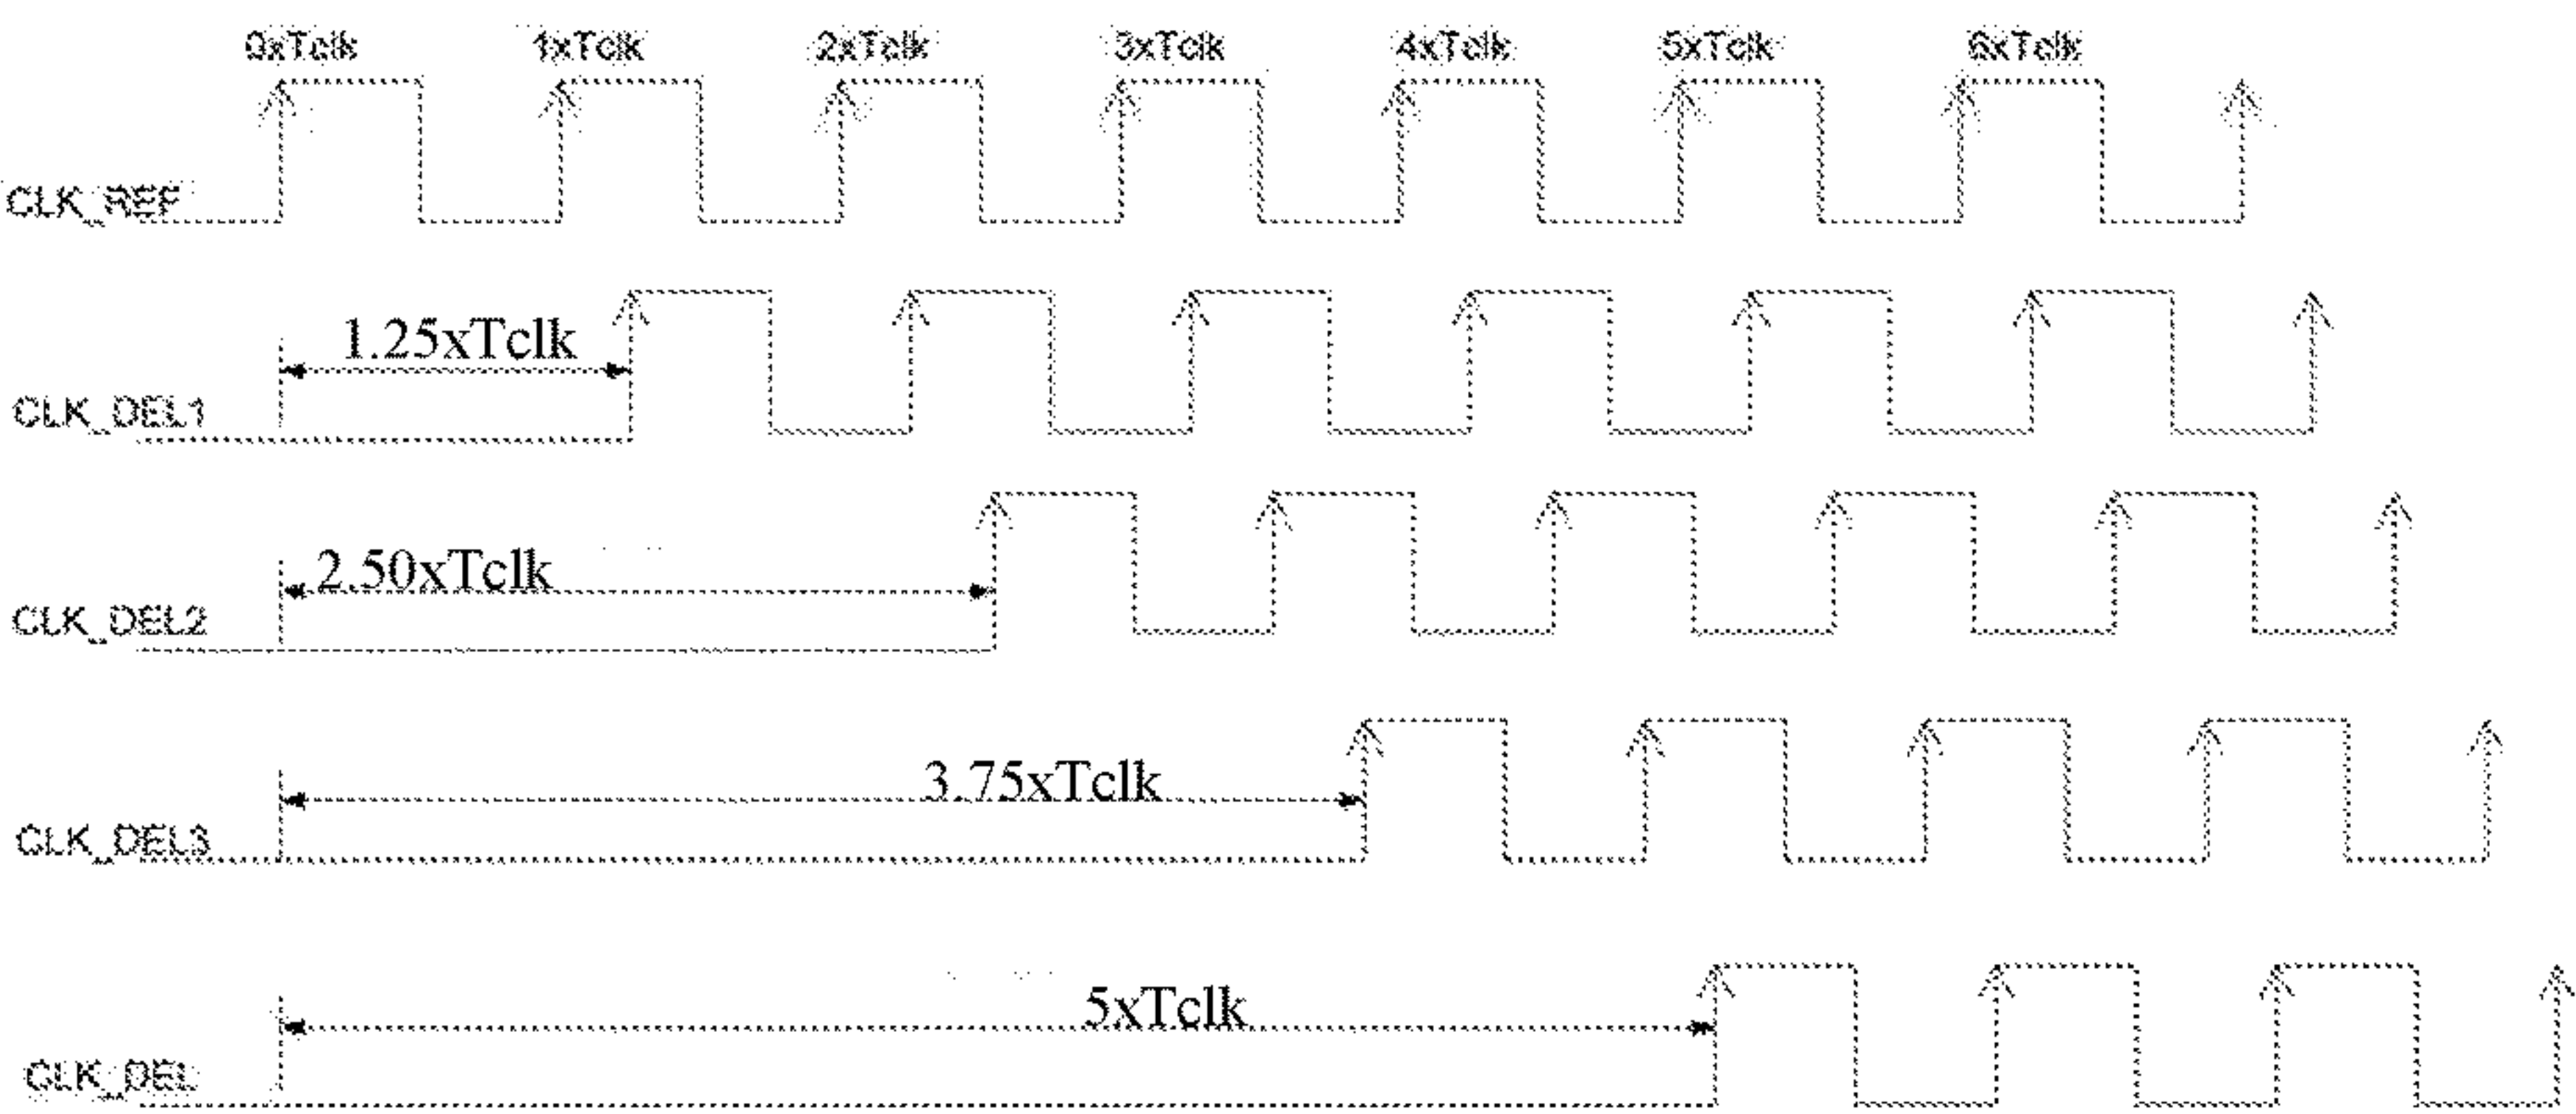 0xTclk 1xTclk 2xTclk 3xTclk 4xTclk 5xTclk 6xTclk
CLK_REF
1.25xTclk
CLK_DEL1
2.50xTclk
CLK_DEL2
3.75xTclk
CLK_DEL3
5xTclk
CLK_DEL